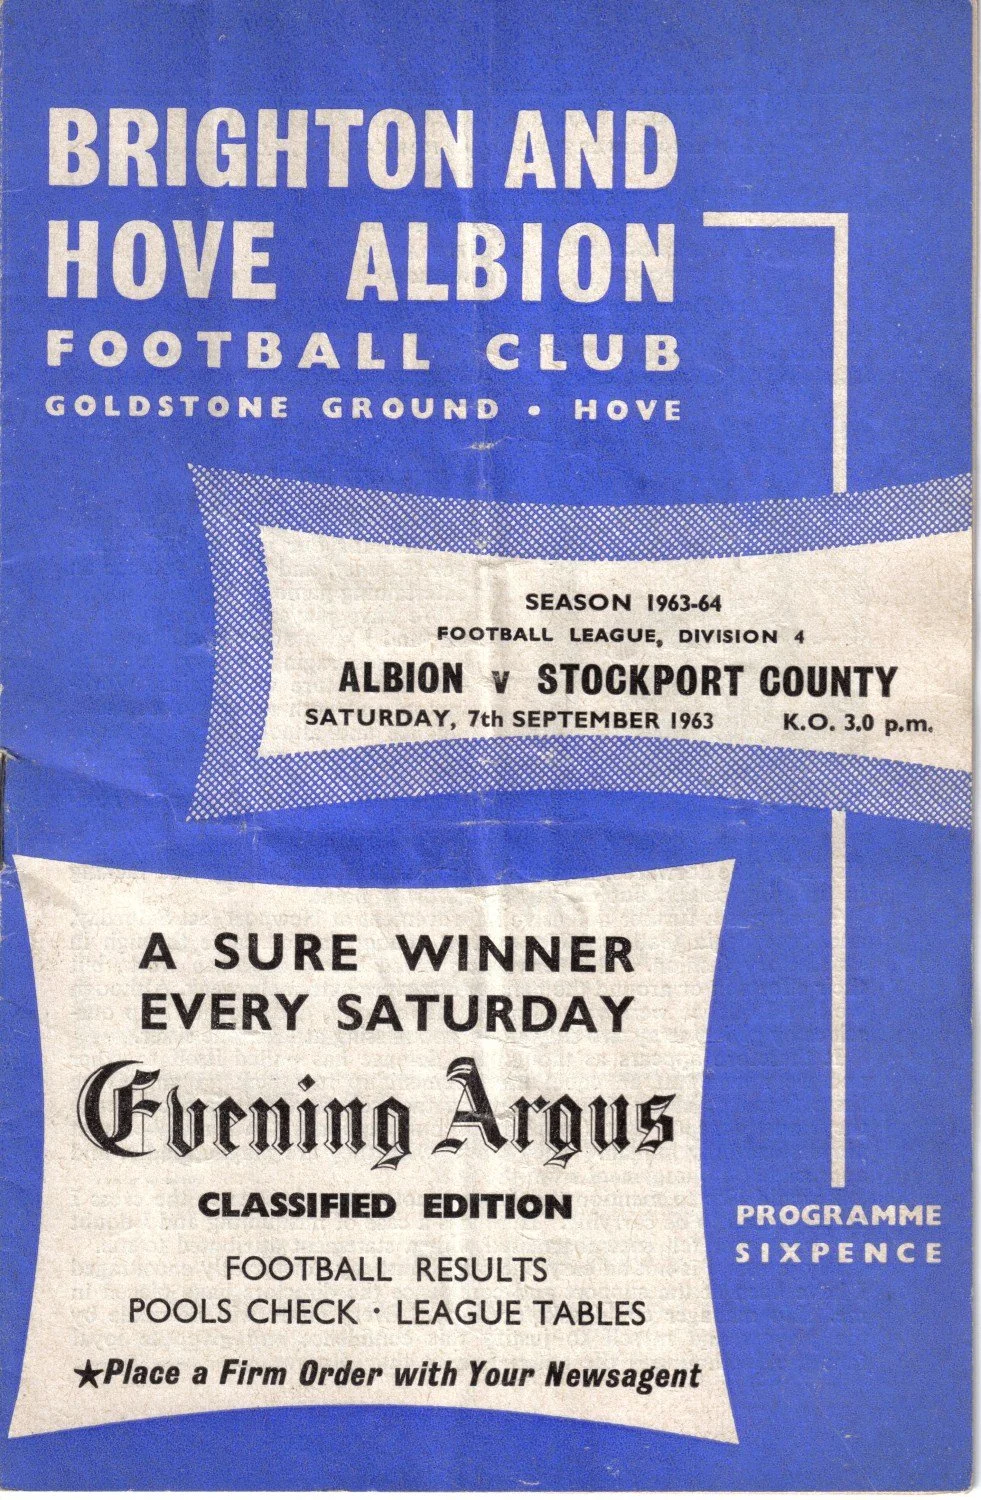 BRIGHTON AND
HOVE ALBION
FOOTBALL CLUB
GOLDSTONE GROUND • HOVE
SEASON 1963-64
FOOTBALL LEAGUE, DIVISION 4
ALBION v STOCKPORT COUNTY
SATURDAY, 7th SEPTEMBER 1963 K.O. 3.0 p.m.
A SURE WINNER
EVERY SATURDAY
Evening Argus
CLASSIFIED EDITION
FOOTBALL RESULTS
POOLS CHECK · LEAGUE TABLES
★Place a Firm Order with Your Newsagent
PROGRAMME
SIXPENCE